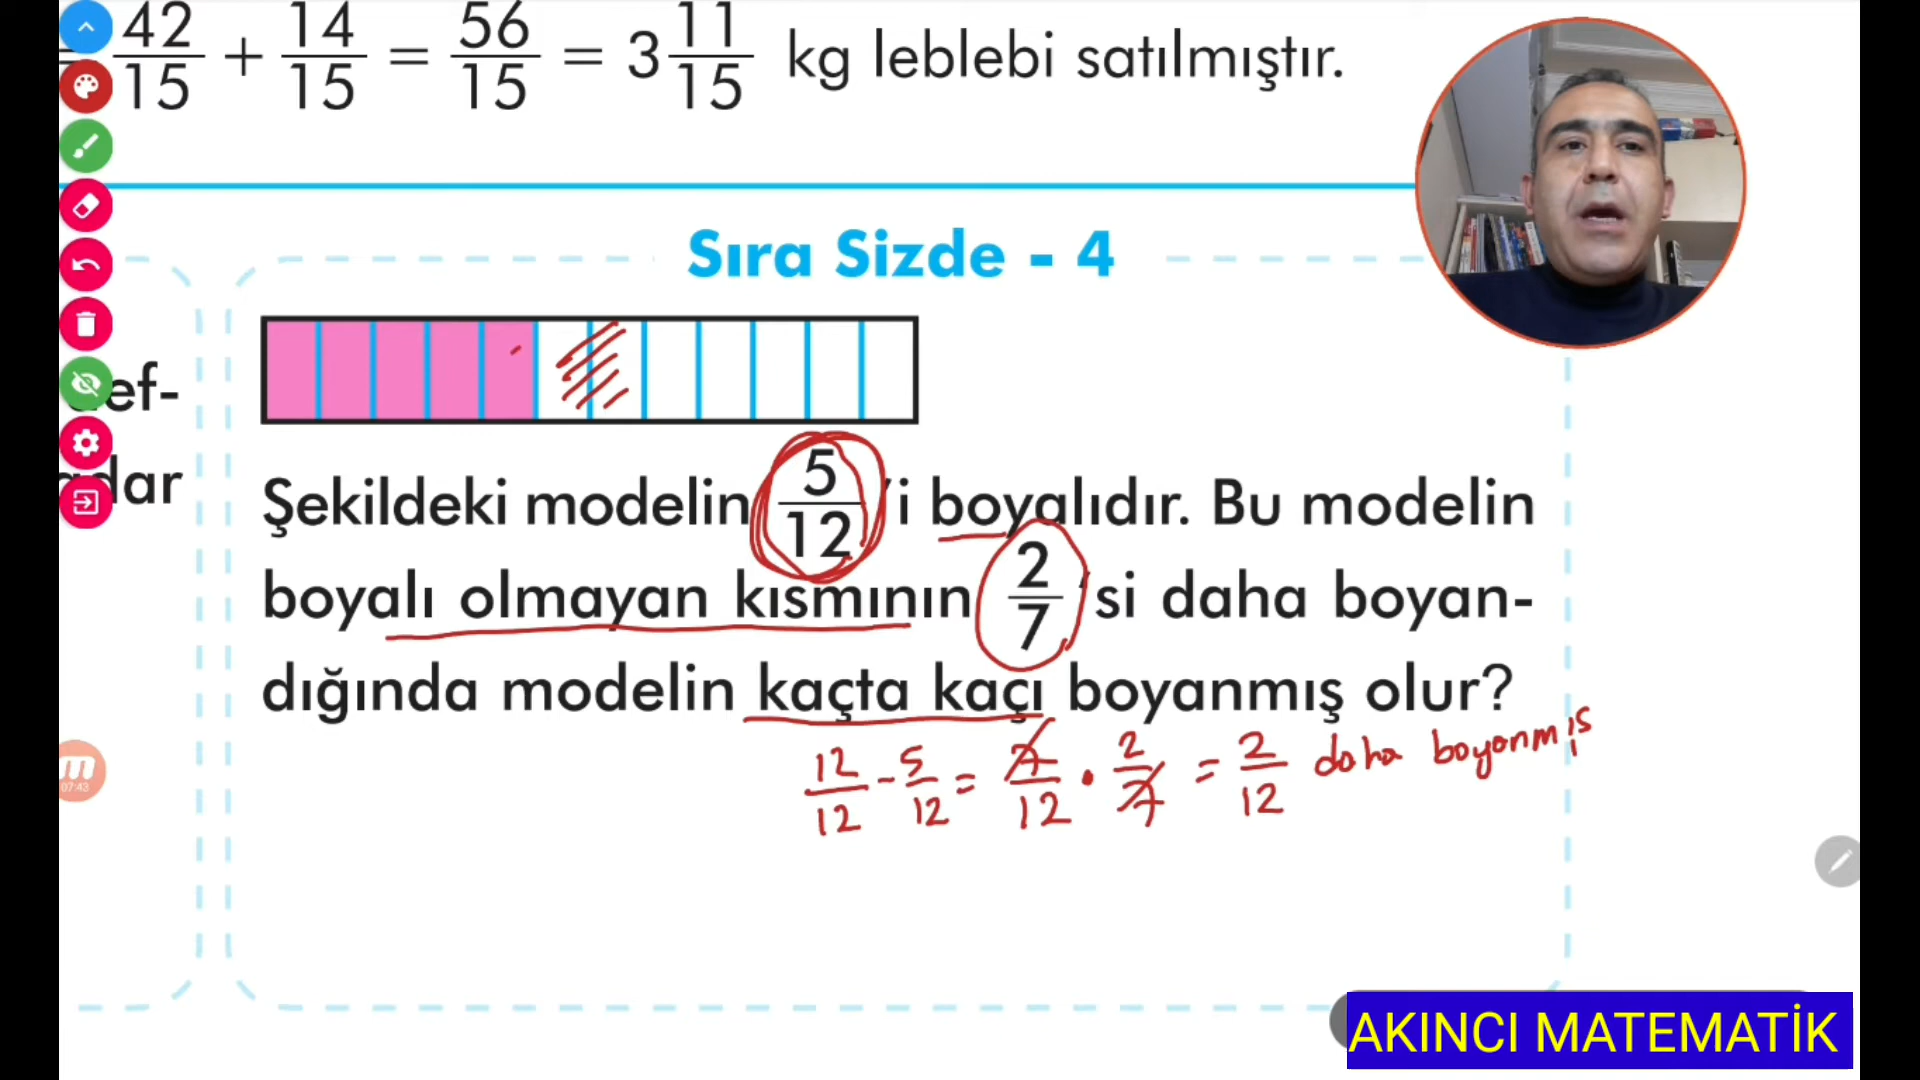 = 42/15 + 14/15 = 56/15 = 3 11/15 kg leblebi satılmıştır.
Sıra Sizde - 4
ef-
dar
Şekildeki modelin 5/12 'i boyalıdır. Bu modelin
boyalı olmayan kısmının 2/7 'si daha boyan-
dığında modelin kaçta kaçı boyanmış olur?
12/12 - 5/12 = 7/12 . 2/7 = 2/12 daha boyanmış
07:43
AKINCI MATEMATİK